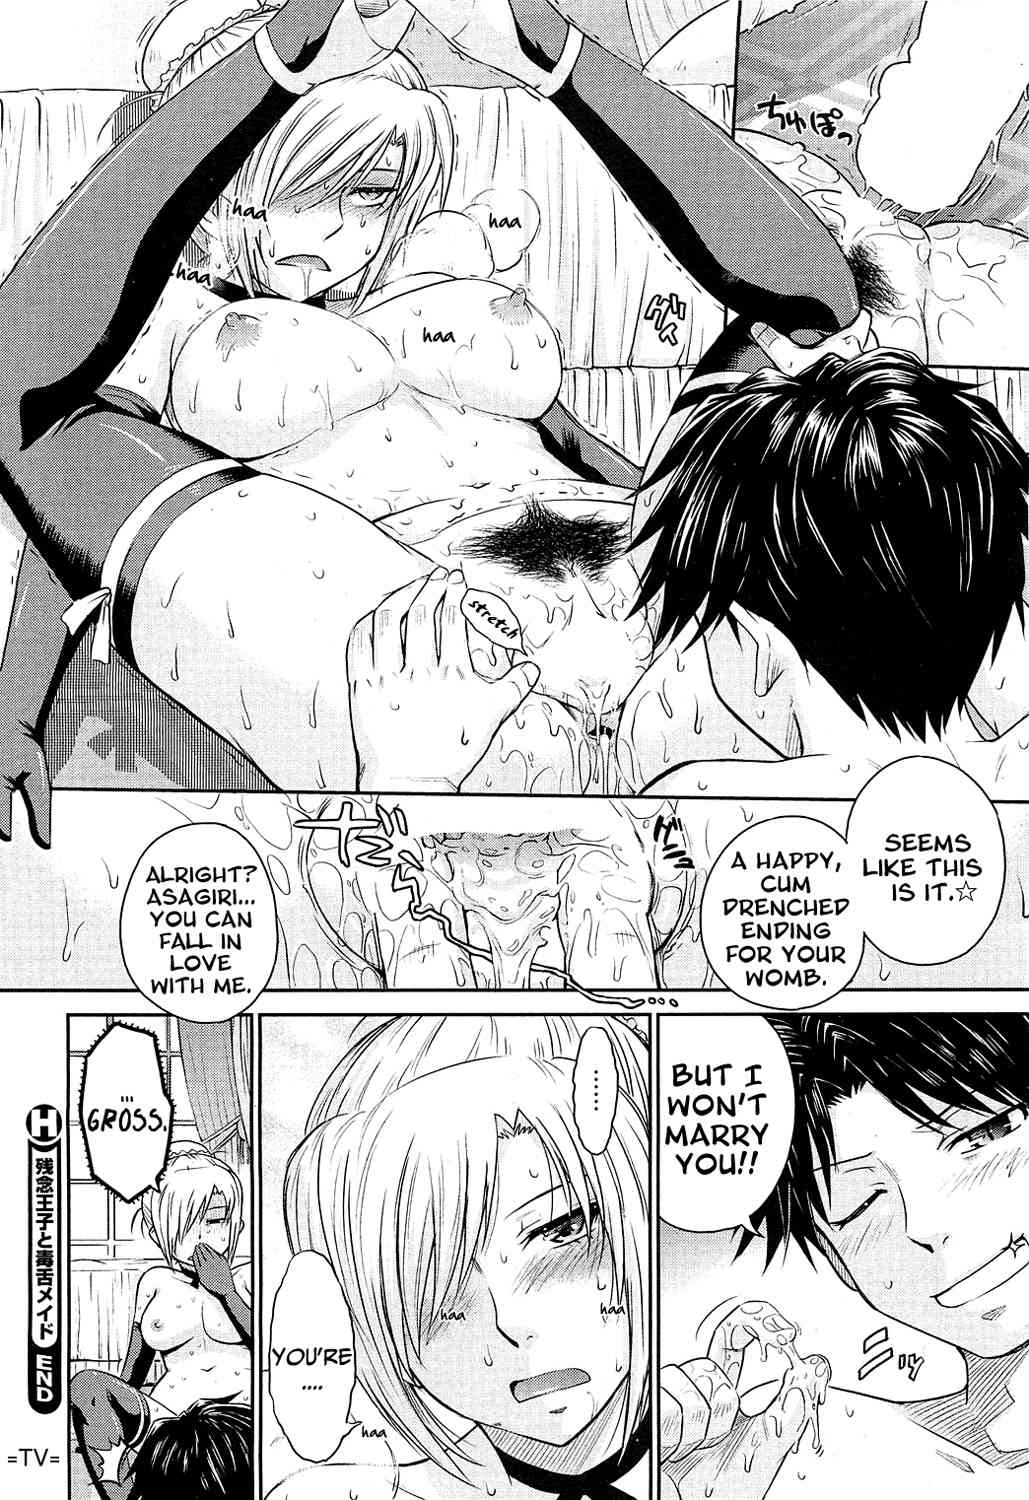 ちゅぽっ
haa
haa
haa
haa
stretch
SEEMS
LIKE THIS
IS IT.☆
A HAPPY,
CUM
DRENCHED
ENDING
FOR YOUR
WOMB.
ALRIGHT?
ASAGIRI...
YOU CAN
FALL IN
LOVE
WITH ME.
BUT I
WON'T
MARRY
YOU!!
......
haa
haa
YOU'RE
....
haa
...
GROSS.
H
残念王子と毒舌メイド
END
=TV=